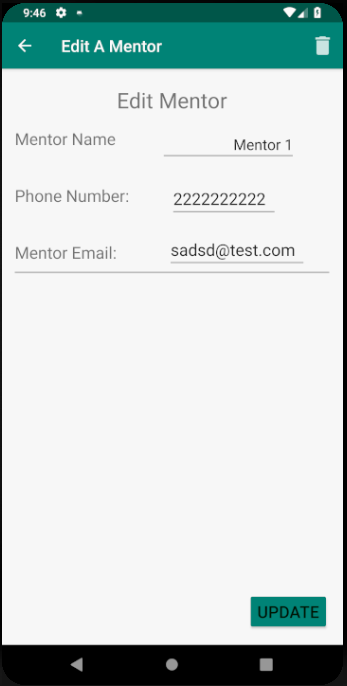 9:46
Edit A Mentor
Edit Mentor
Mentor Name Mentor 1
Phone Number: 2222222222
Mentor Email: sadsd@test.com
UPDATE